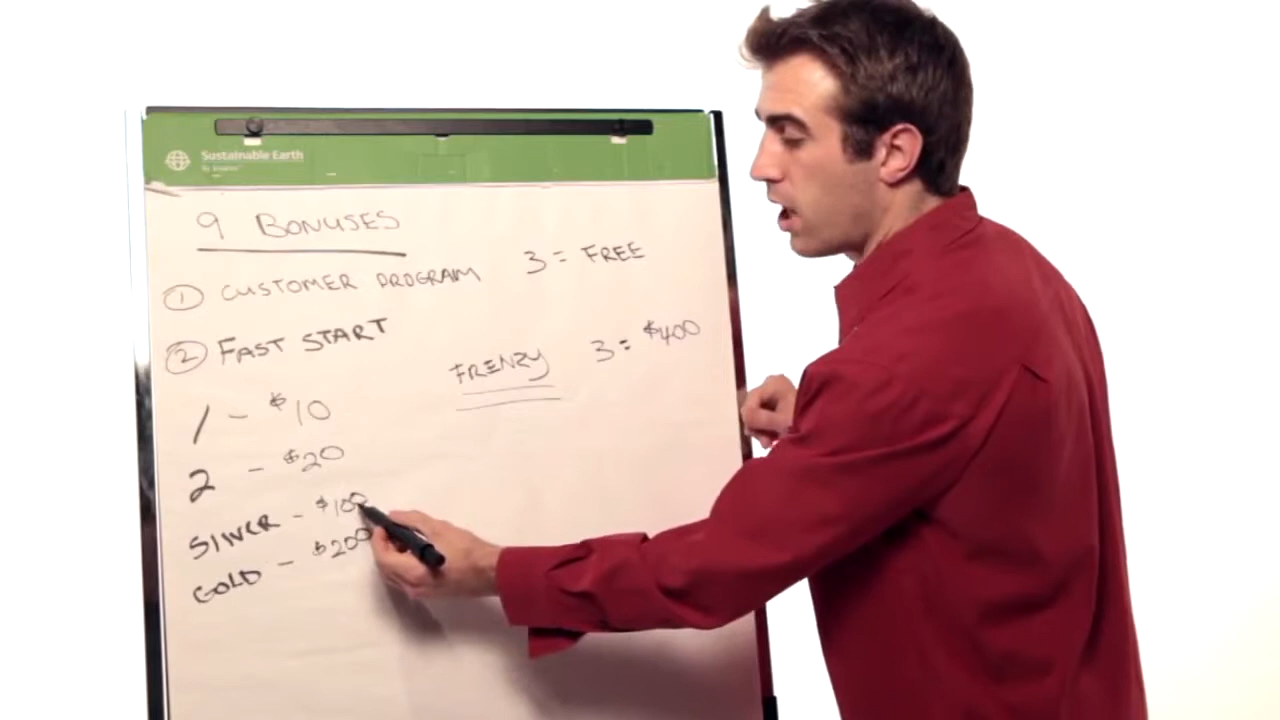 Sustainable Earth
9 BONUSES
① CUSTOMER PROGRAM 3 = FREE
② FAST START
FRENZY 3 = $400
1 - $10
2 - $20
SILVER - $100
GOLD - $200